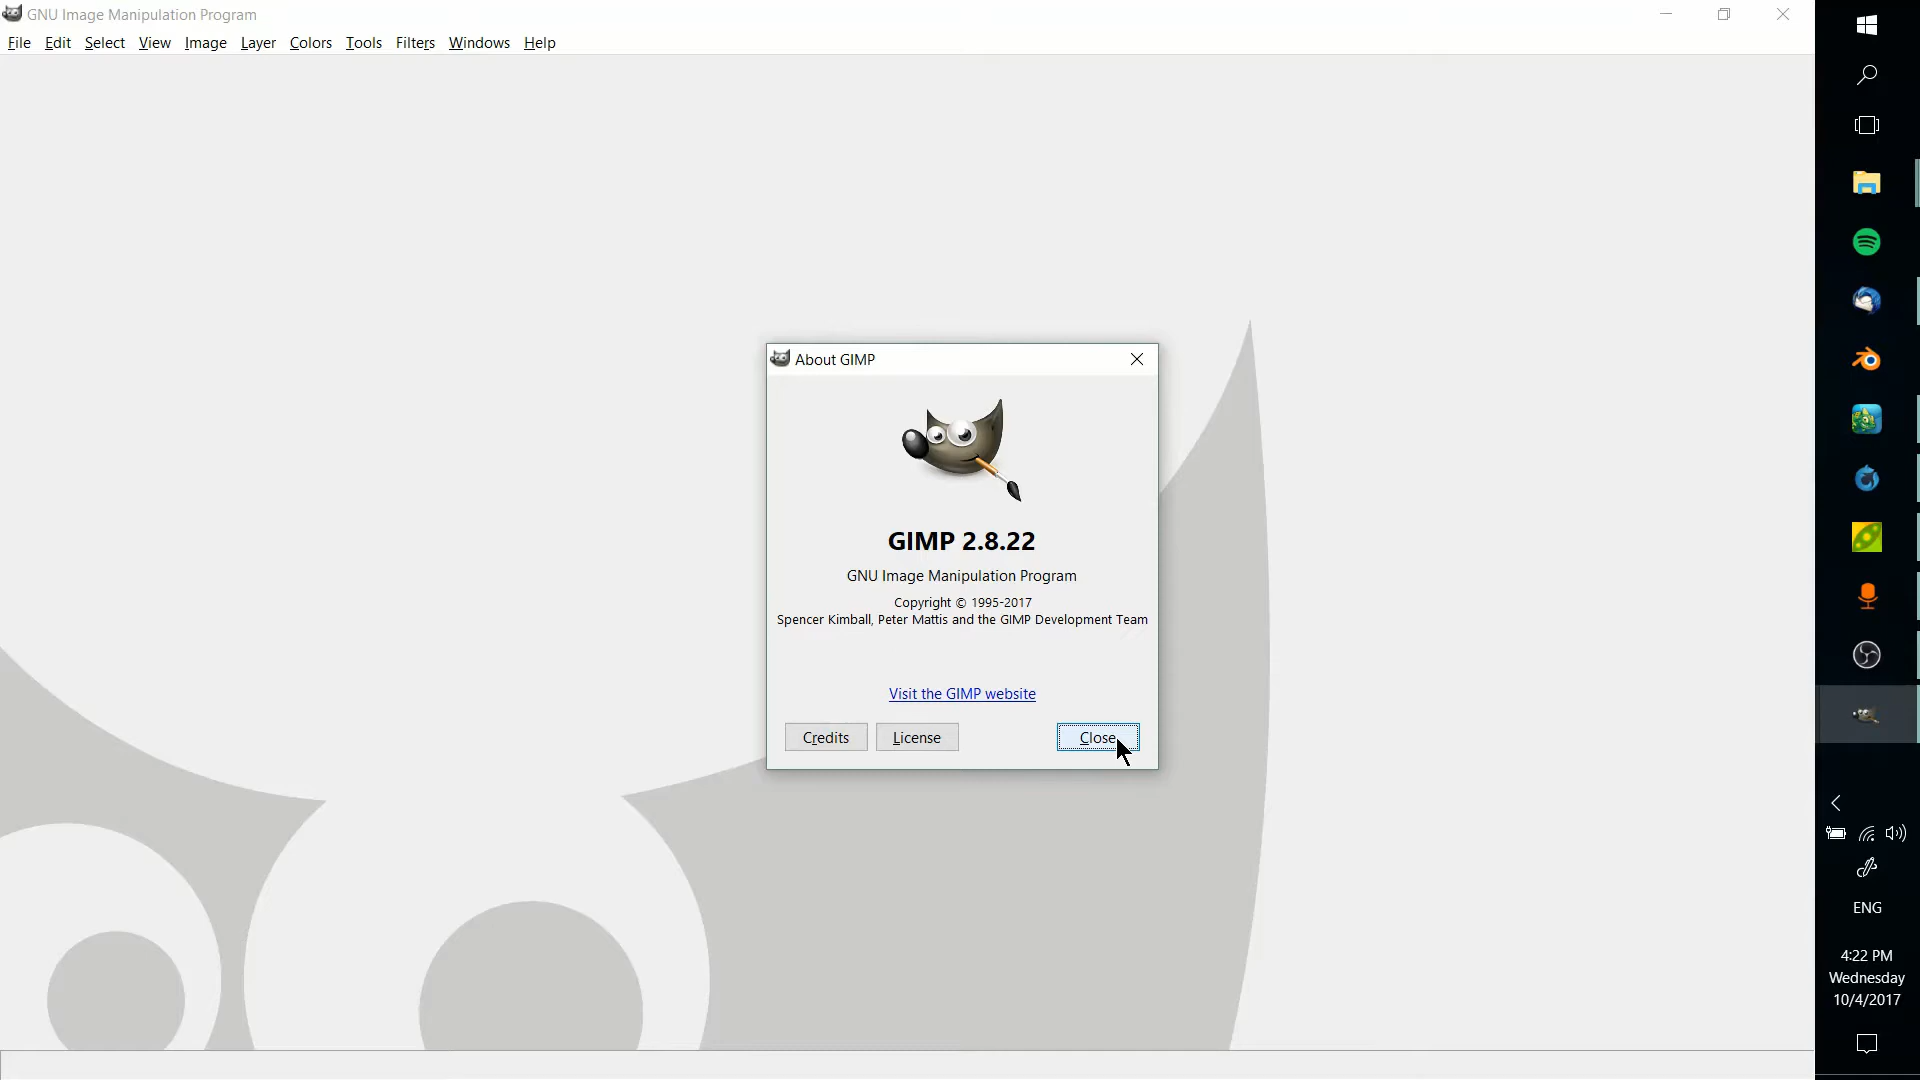 GNU Image Manipulation Program
File Edit Select View Image Layer Colors Tools Filters Windows Help
About GIMP
GIMP 2.8.22
GNU Image Manipulation Program
Copyright © 1995-2017
Spencer Kimball, Peter Mattis and the GIMP Development Team
Visit the GIMP website
Credits License Close
ENG
4:22 PM
Wednesday
10/4/2017